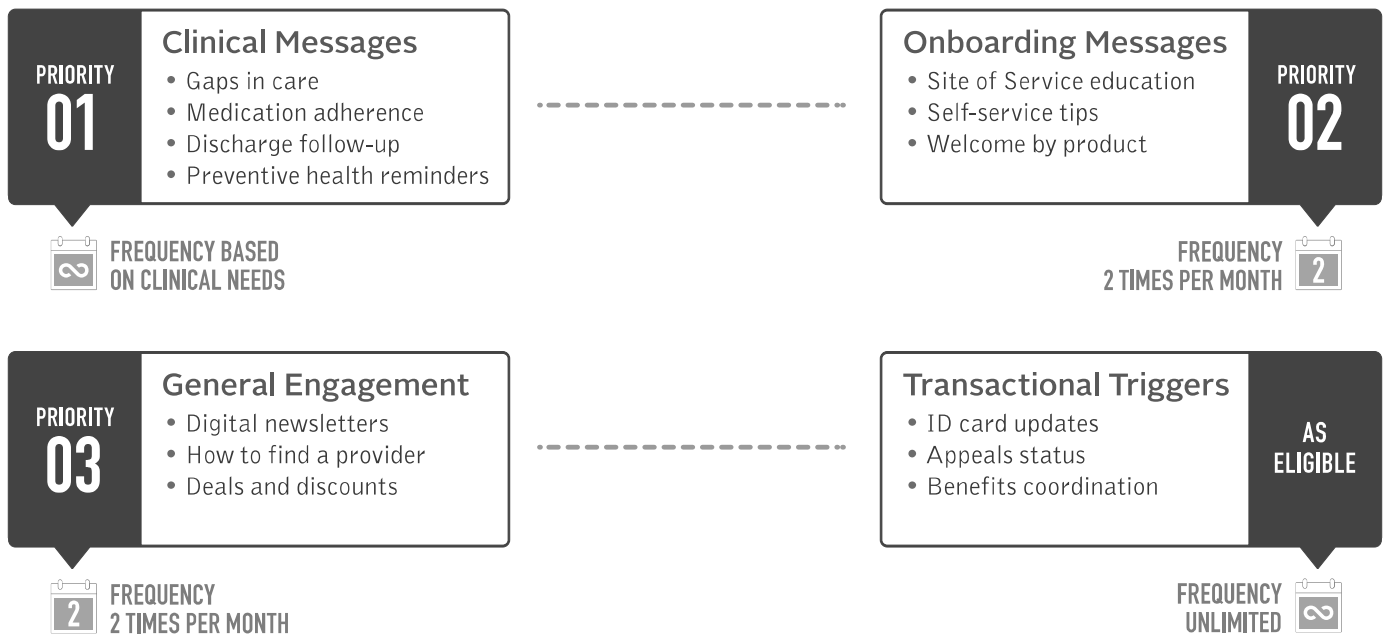 PRIORITY
01
Clinical Messages
• Gaps in care
• Medication adherence
• Discharge follow-up
• Preventive health reminders
∞
FREQUENCY BASED
ON CLINICAL NEEDS
Onboarding Messages
• Site of Service education
• Self-service tips
• Welcome by product
PRIORITY
02
FREQUENCY
2 TIMES PER MONTH
2
PRIORITY
03
General Engagement
• Digital newsletters
• How to find a provider
• Deals and discounts
2
FREQUENCY
2 TIMES PER MONTH
Transactional Triggers
• ID card updates
• Appeals status
• Benefits coordination
AS
ELIGIBLE
FREQUENCY
UNLIMITED
∞